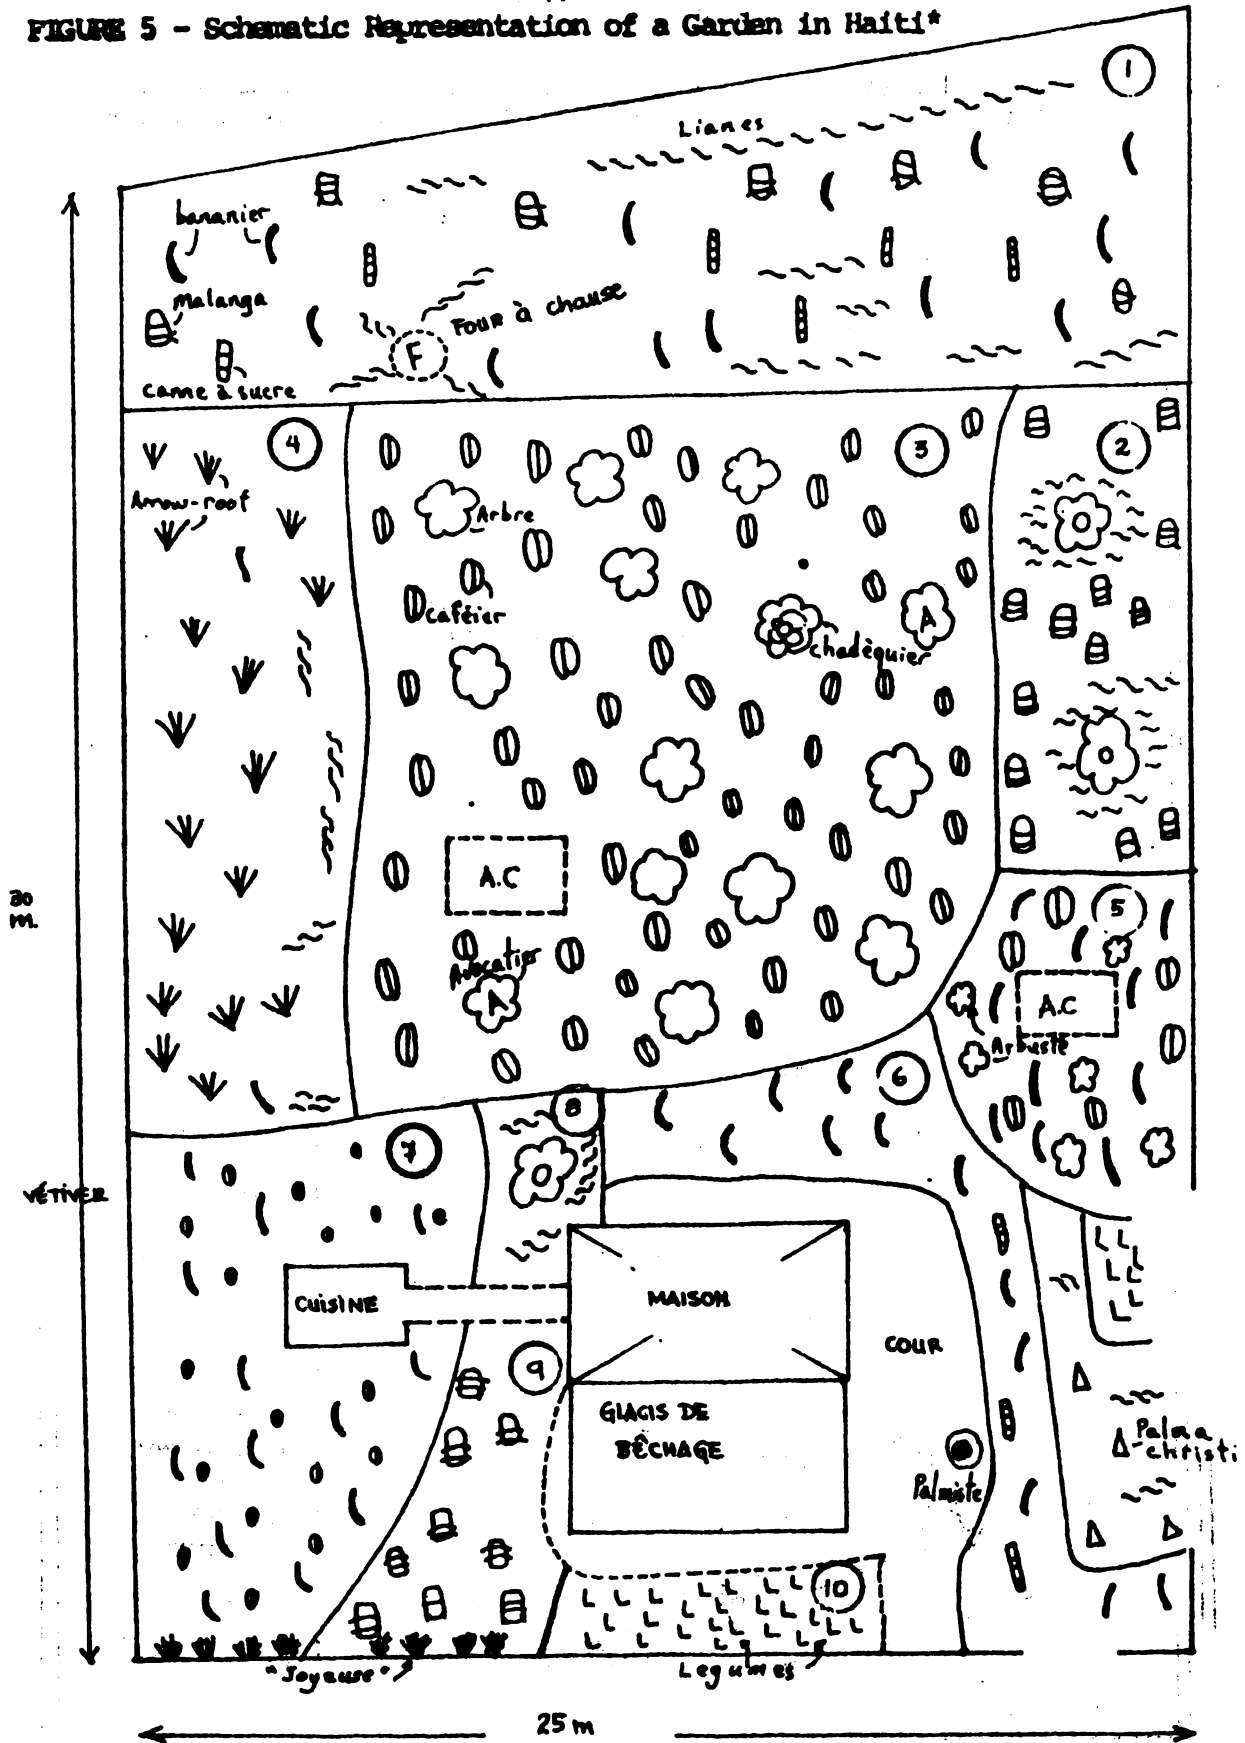 FIGURE 5 - Schematic Representation of a Garden in Haiti*
1
Lianes
bananier
Malanga
Four à chause
F
canne à sucre
4
3
2
Arrow-root
Arbre
caféier
A
chadèquier
A.C
30
m.
5
Avocatier
A
A.C
Arbuste
6
8
7
VÉTIVER
CUISINE
MAISON
COUR
9
GLACIS DE
BÊCHAGE
Palma
christi
Palmiste
10
"Joyeuse"
Legumes
25 m